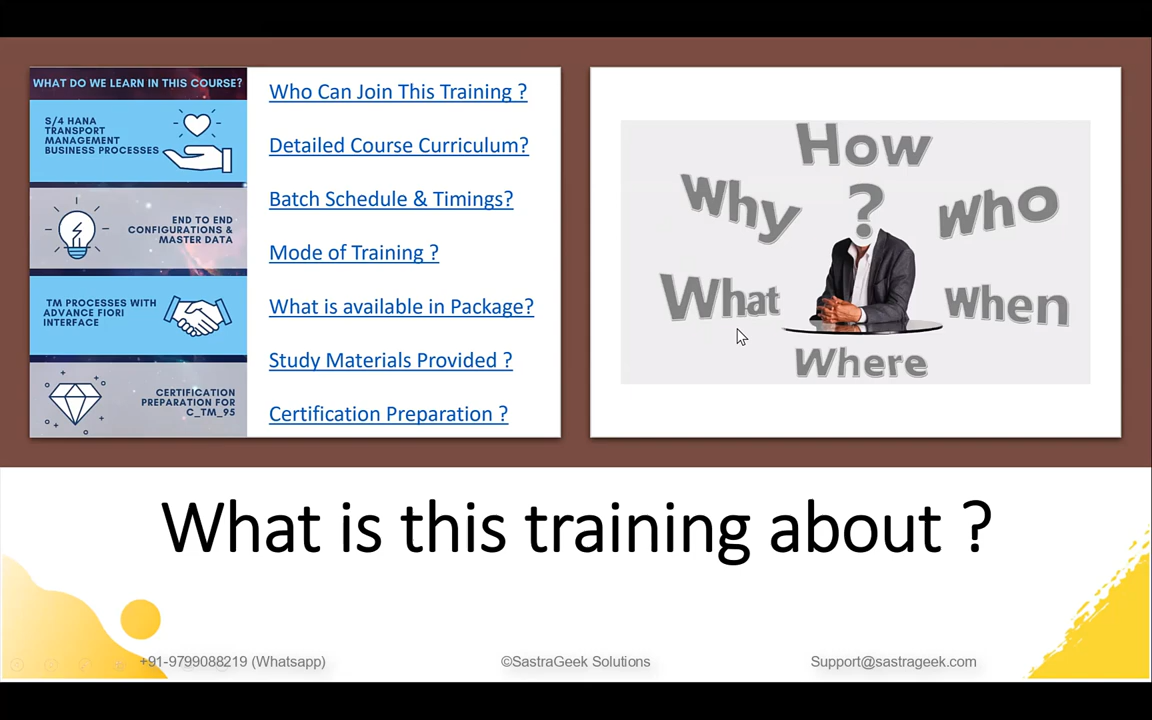 WHAT DO WE LEARN IN THIS COURSE?
S/4 HANA
TRANSPORT
MANAGEMENT
BUSINESS PROCESSES
END TO END
CONFIGURATIONS &
MASTER DATA
TM PROCESSES WITH
ADVANCE FIORI
INTERFACE
CERTIFICATION
PREPARATION FOR
C_TM_95
Who Can Join This Training ?
Detailed Course Curriculum?
Batch Schedule & Timings?
Mode of Training ?
What is available in Package?
Study Materials Provided ?
Certification Preparation ?
How
Why
?
Who
What
When
Where
What is this training about ?
+91-9799088219 (Whatsapp)
©SastraGeek Solutions
Support@sastrageek.com